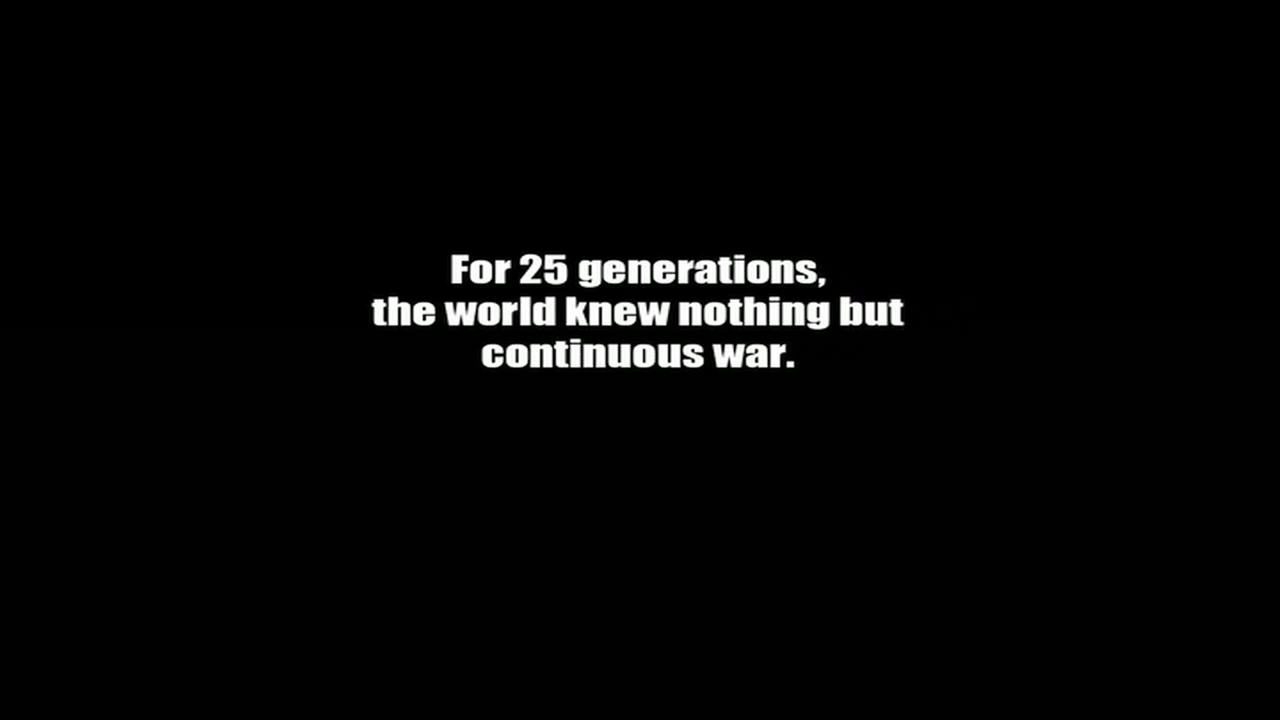 For 25 generations,
the world knew nothing but
continuous war.